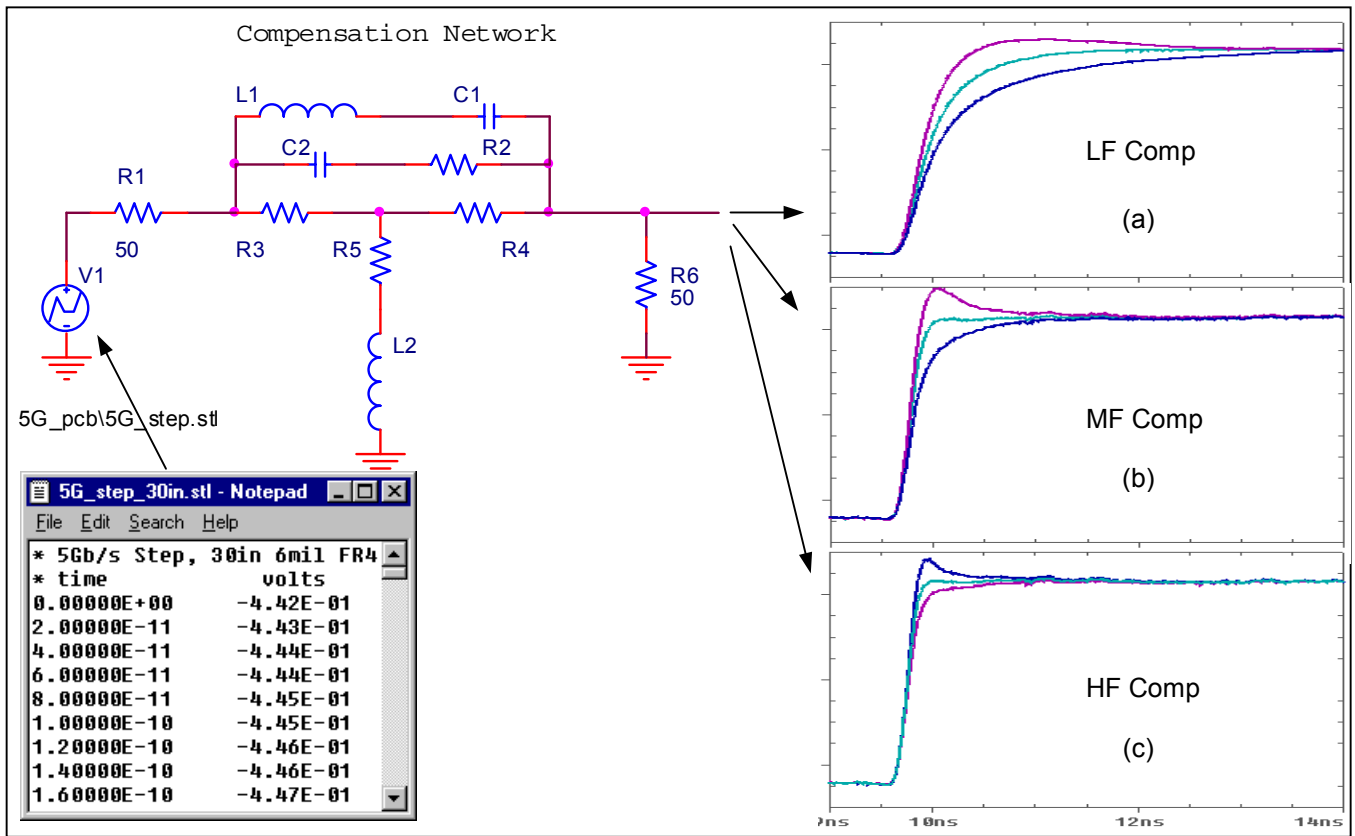 Compensation Network
L1
C1
C2
R2
R1
50
R3
R5
R4
V1
R6
50
L2
5G_pcb\5G_step.stl
5G_step_30in.stl - Notepad
File Edit Search Help
* 5Gb/s Step, 30in 6mil FR4
* time volts
0.00000E+00 -4.42E-01
2.00000E-11 -4.43E-01
4.00000E-11 -4.44E-01
6.00000E-11 -4.44E-01
8.00000E-11 -4.45E-01
1.00000E-10 -4.45E-01
1.20000E-10 -4.46E-01
1.40000E-10 -4.46E-01
1.60000E-10 -4.47E-01
LF Comp
(a)
MF Comp
(b)
HF Comp
(c)
10ns 12ns 14ns